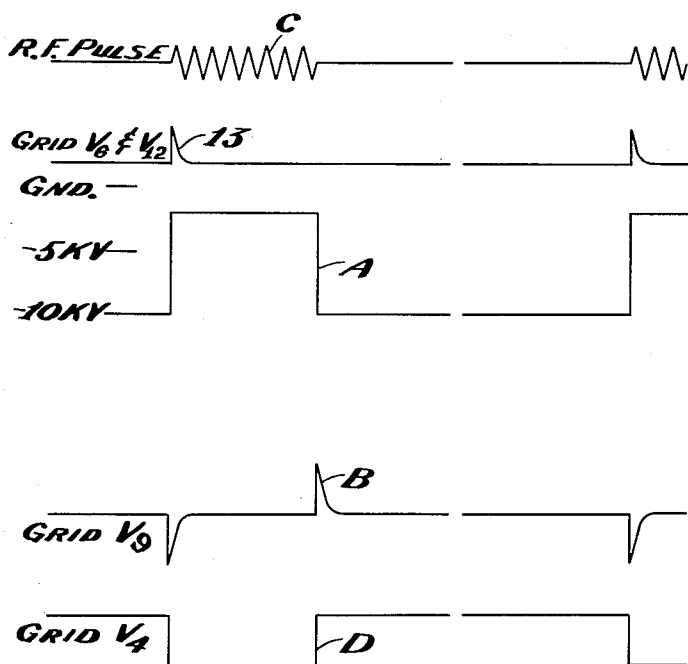 C
R.F. PULSE
GRID V6 & V12 13
GND.
-5KV
A
-10KV
B
GRID V9
GRID V4 D